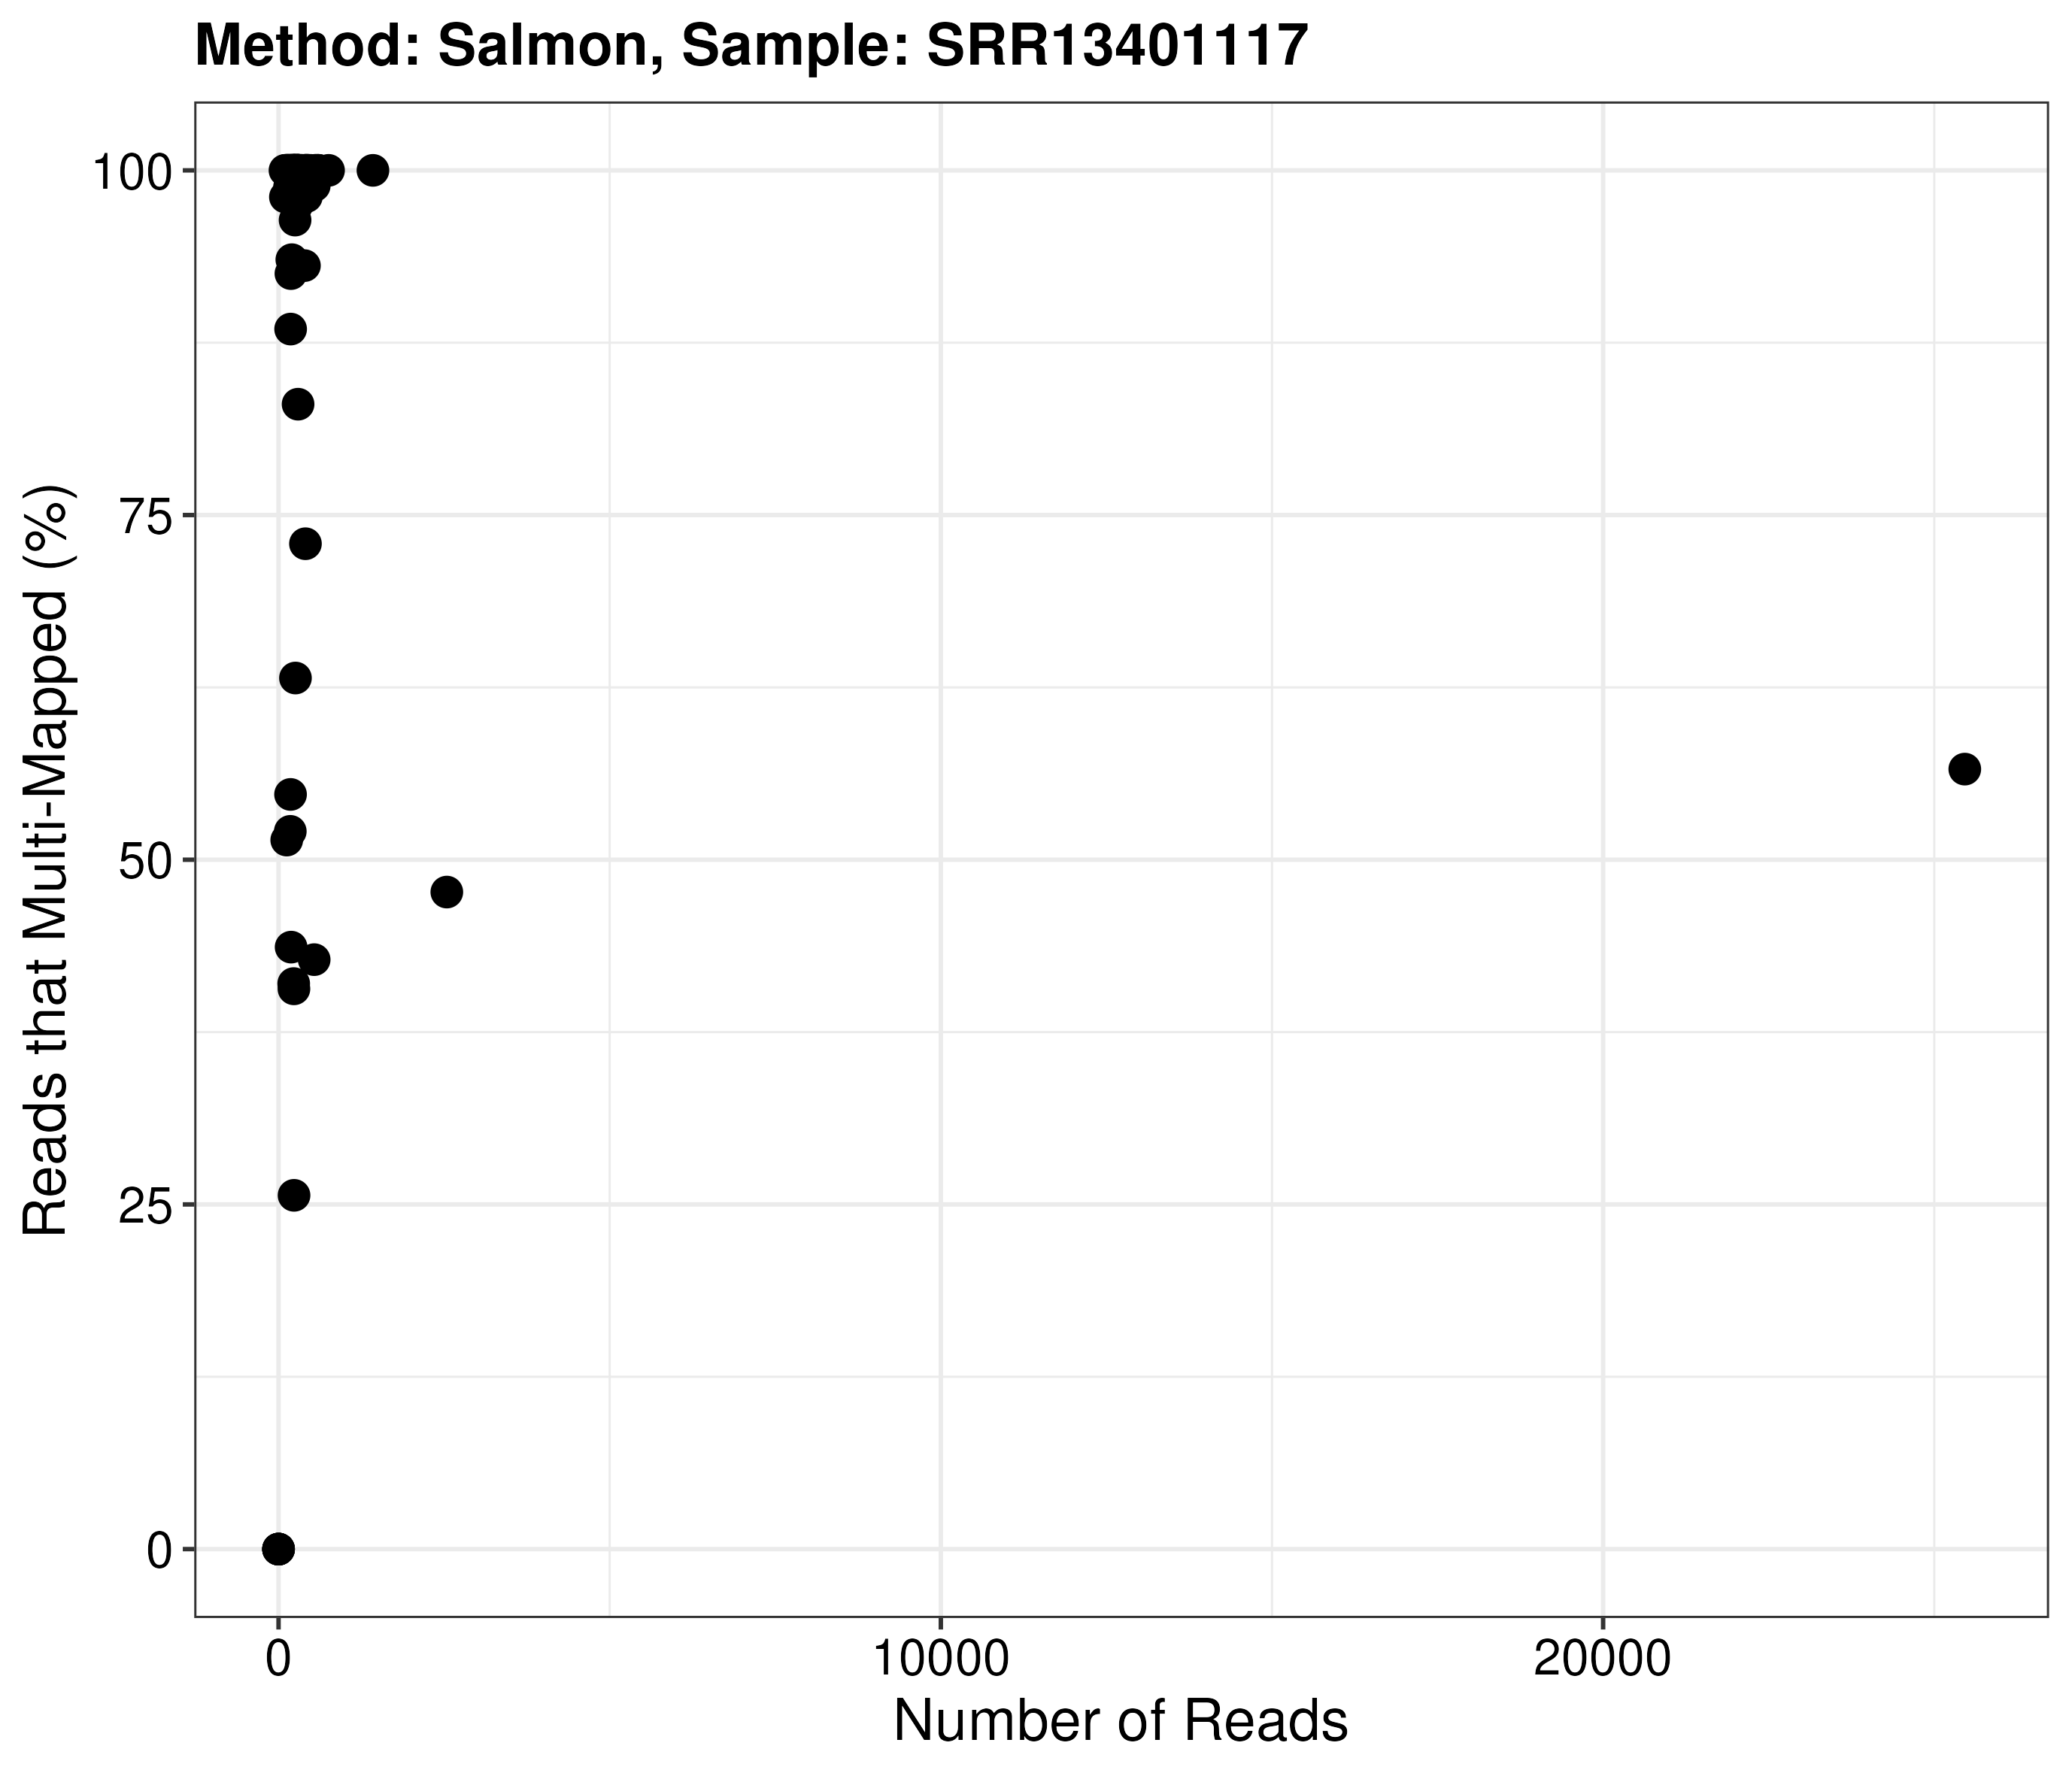 Method: Salmon, Sample: SRR13401117
Reads that Multi-Mapped (%)
100
75
50
25
0
0 10000 20000
Number of Reads